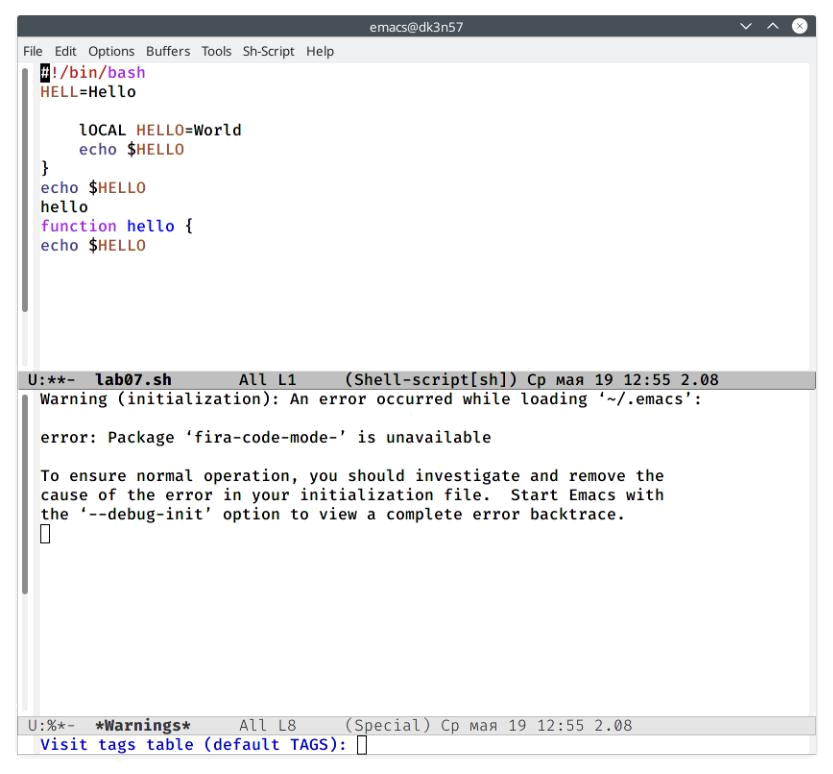 emacs@dk3n57
File Edit Options Buffers Tools Sh-Script Help
#!/bin/bash
HELL=Hello
lOCAL HELLO=World
echo $HELLO
}
echo $HELLO
hello
function hello {
echo $HELLO
U:**- lab07.sh All L1 (Shell-script[sh]) Ср мая 19 12:55 2.08
Warning (initialization): An error occurred while loading ‘~/.emacs’:
error: Package ‘fira-code-mode-’ is unavailable
To ensure normal operation, you should investigate and remove the
cause of the error in your initialization file. Start Emacs with
the ‘--debug-init’ option to view a complete error backtrace.
U:%*- *Warnings* All L8 (Special) Ср мая 19 12:55 2.08
Visit tags table (default TAGS):